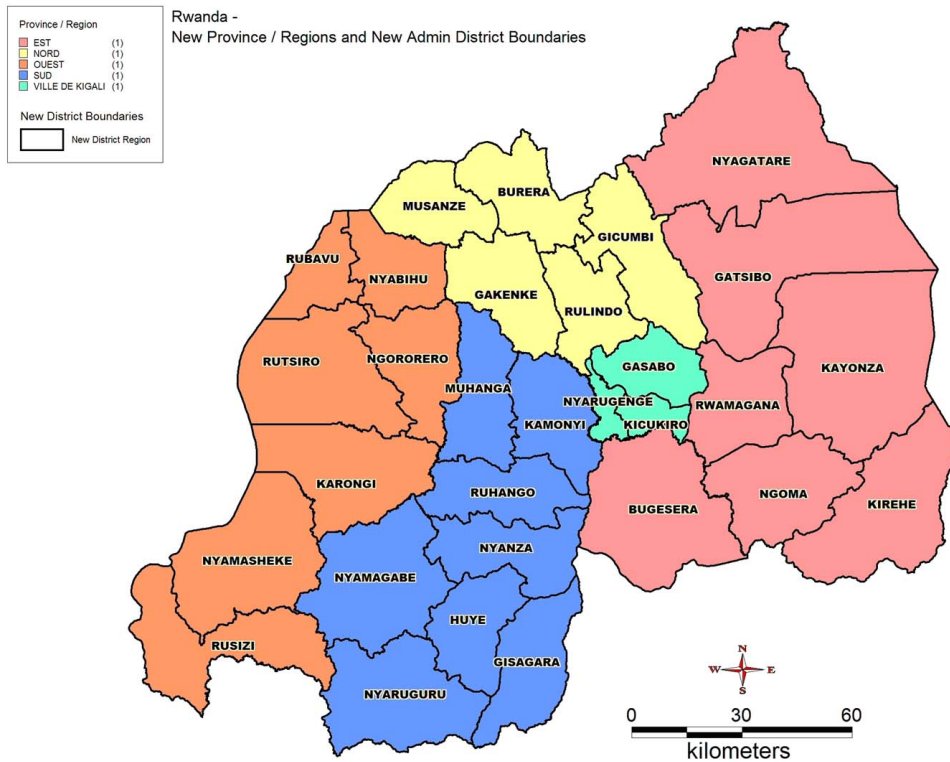 Rwanda -
New Province / Regions and New Admin District Boundaries
Province / Region
EST (1)
NORD (1)
OUEST (1)
SUD (1)
VILLE DE KIGALI (1)
New District Boundaries
New District Region
NYAGATARE
BURERA
MUSANZE
GICUMBI
RUBAVU
NYABIHU
GATSIBO
GAKENKE
RULINDO
RUTSIRO
NGORORERO
GASABO
KAYONZA
MUHANGA
NYARUGENGE
RWAMAGANA
KAMONYI
KICUKIRO
KARONGI
RUHANGO
NGOMA
BUGESERA
KIREHE
NYAMASHEKE
NYANZA
NYAMAGABE
HUYE
RUSIZI
GISAGARA
NYARUGURU
N
W E
S
0 30 60
kilometers